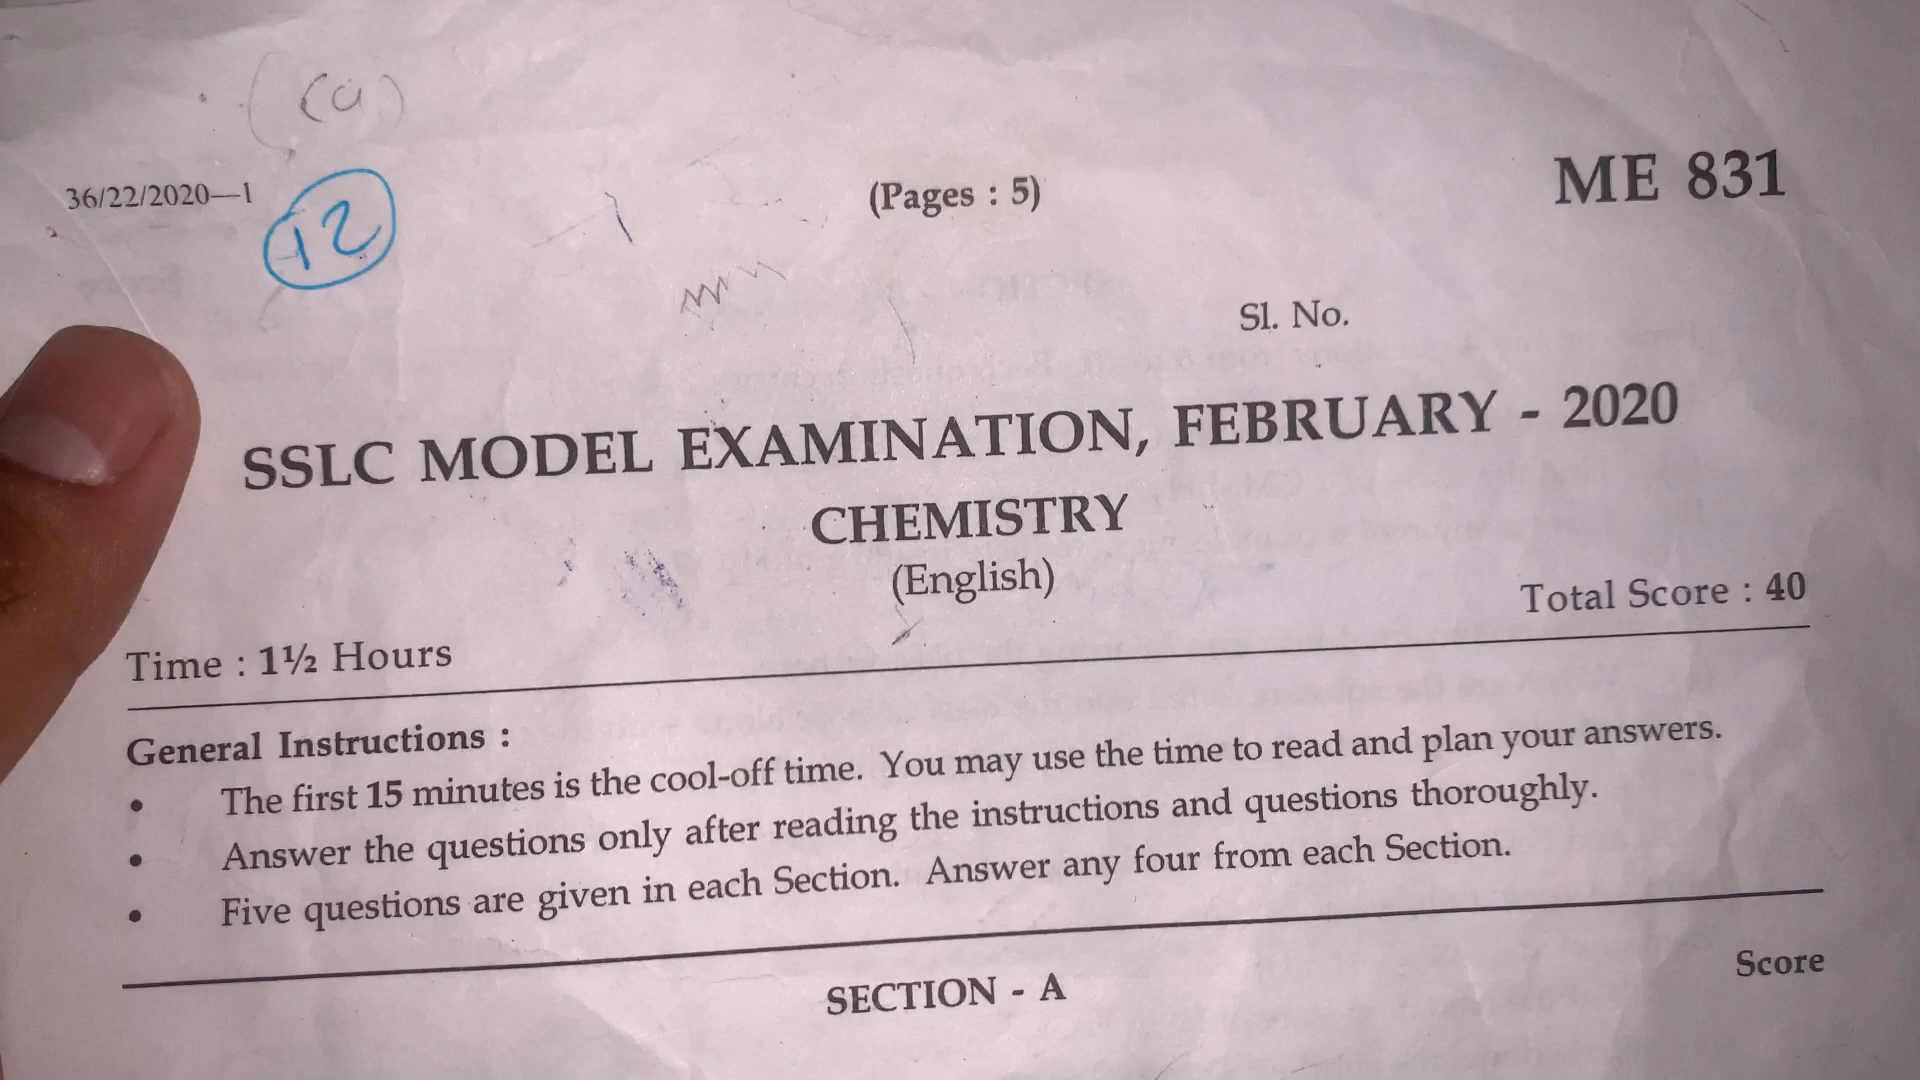 (a)
36/22/2020—1
12
(Pages : 5)
ME 831
Sl. No.
SSLC MODEL EXAMINATION, FEBRUARY - 2020
CHEMISTRY
(English)
Total Score : 40
Time : 1½ Hours
General Instructions :
• The first 15 minutes is the cool-off time. You may use the time to read and plan your answers.
• Answer the questions only after reading the instructions and questions thoroughly.
• Five questions are given in each Section. Answer any four from each Section.
Score
SECTION - A